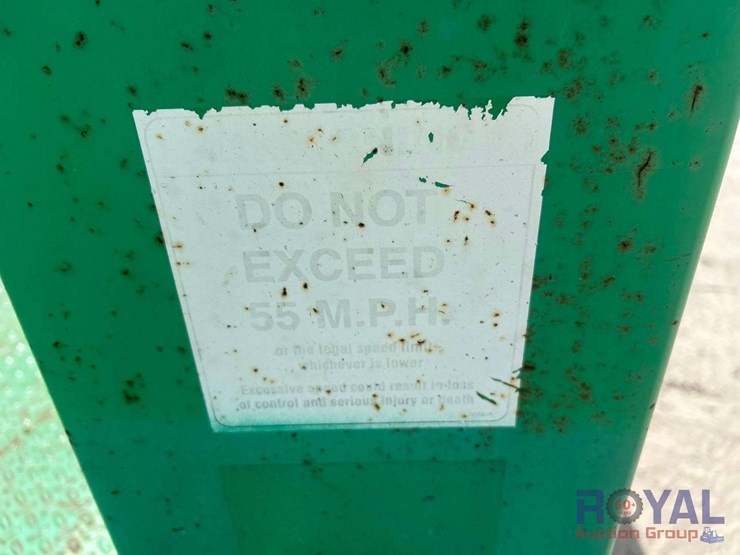 DO NOT
EXCEED
55 M.P.H.
or the legal speed limit
whichever is lower
Excessive speed could result in loss
of control and serious injury or death
ROYAL
50+
Auction Group